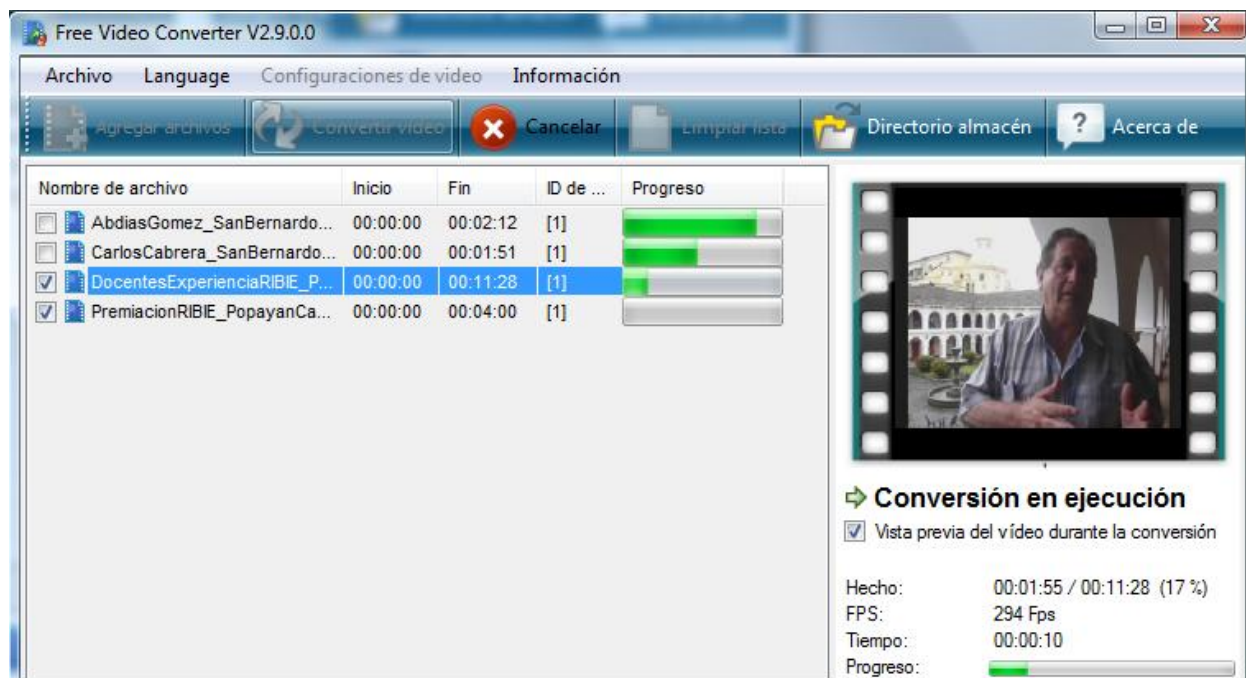 Free Video Converter V2.9.0.0
Archivo Language Configuraciones de video Información
Agregar archivos Convertir video Cancelar Limpiar lista Directorio almacén ? Acerca de
Nombre de archivo Inicio Fin ID de ... Progreso
AbdiasGomez_SanBernardo... 00:00:00 00:02:12 [1]
CarlosCabrera_SanBernardo... 00:00:00 00:01:51 [1]
DocentesExperienciaRIBIE_P... 00:00:00 00:11:28 [1]
PremiacionRIBIE_PopayanCa... 00:00:00 00:04:00 [1]
Conversión en ejecución
Vista previa del vídeo durante la conversión
Hecho: 00:01:55 / 00:11:28 (17 %)
FPS: 294 Fps
Tiempo: 00:00:10
Progreso: